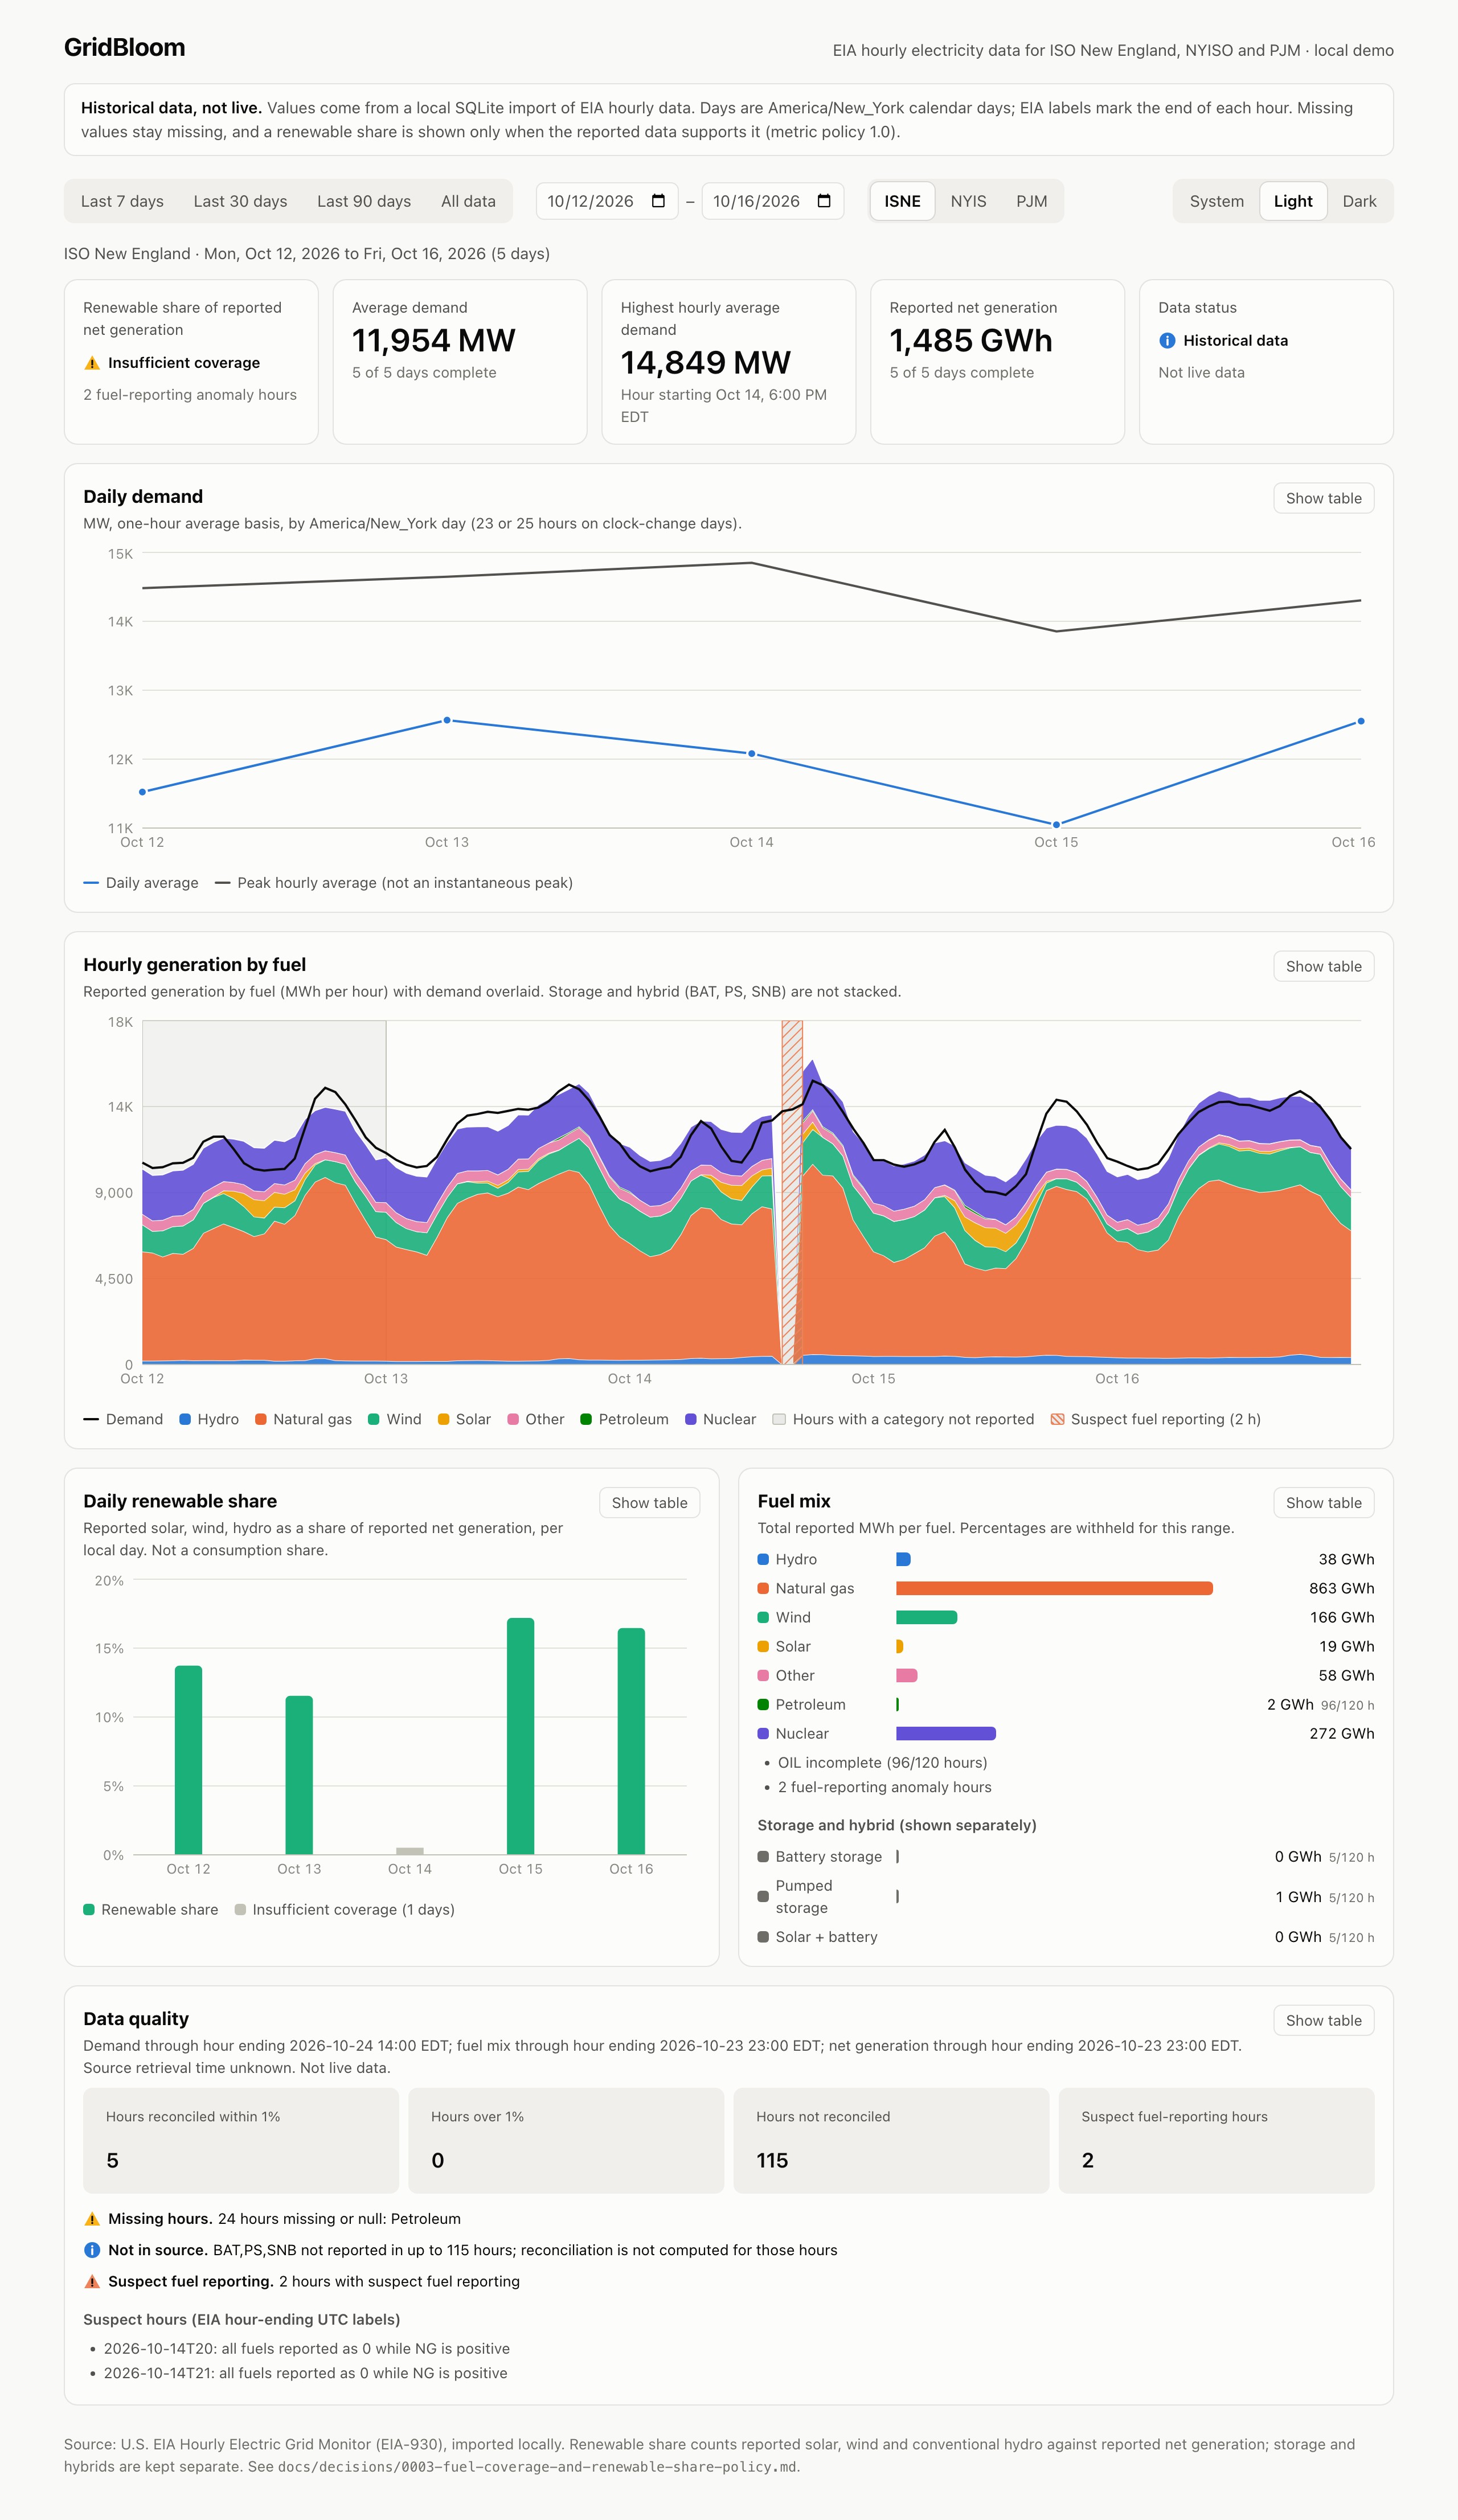 GridBloom
EIA hourly electricity data for ISO New England, NYISO and PJM · local demo
Historical data, not live. Values come from a local SQLite import of EIA hourly data. Days are America/New_York calendar days; EIA labels mark the end of each hour. Missing
values stay missing, and a renewable share is shown only when the reported data supports it (metric policy 1.0).
Last 7 days Last 30 days Last 90 days All data 10/12/2026 – 10/16/2026 ISNE NYIS PJM System Light Dark
ISO New England · Mon, Oct 12, 2026 to Fri, Oct 16, 2026 (5 days)
Renewable share of reported
net generation
Insufficient coverage
2 fuel-reporting anomaly hours
Average demand
11,954 MW
5 of 5 days complete
Highest hourly average
demand
14,849 MW
Hour starting Oct 14, 6:00 PM
EDT
Reported net generation
1,485 GWh
5 of 5 days complete
Data status
Historical data
Not live data
Daily demand
Show table
MW, one-hour average basis, by America/New_York day (23 or 25 hours on clock-change days).
15K
14K
13K
12K
11K
Oct 12 Oct 13 Oct 14 Oct 15 Oct 16
Daily average Peak hourly average (not an instantaneous peak)
Hourly generation by fuel
Show table
Reported generation by fuel (MWh per hour) with demand overlaid. Storage and hybrid (BAT, PS, SNB) are not stacked.
18K
14K
9,000
4,500
0
Oct 12 Oct 13 Oct 14 Oct 15 Oct 16
Demand Hydro Natural gas Wind Solar Other Petroleum Nuclear Hours with a category not reported Suspect fuel reporting (2 h)
Daily renewable share
Show table
Reported solar, wind, hydro as a share of reported net generation, per
local day. Not a consumption share.
20%
15%
10%
5%
0%
Oct 12 Oct 13 Oct 14 Oct 15 Oct 16
Renewable share Insufficient coverage (1 days)
Fuel mix
Show table
Total reported MWh per fuel. Percentages are withheld for this range.
Hydro 38 GWh
Natural gas 863 GWh
Wind 166 GWh
Solar 19 GWh
Other 58 GWh
Petroleum 2 GWh 96/120 h
Nuclear 272 GWh
• OIL incomplete (96/120 hours)
• 2 fuel-reporting anomaly hours
Storage and hybrid (shown separately)
Battery storage 0 GWh 5/120 h
Pumped
storage 1 GWh 5/120 h
Solar + battery 0 GWh 5/120 h
Data quality
Show table
Demand through hour ending 2026-10-24 14:00 EDT; fuel mix through hour ending 2026-10-23 23:00 EDT; net generation through hour ending 2026-10-23 23:00 EDT.
Source retrieval time unknown. Not live data.
Hours reconciled within 1%
5
Hours over 1%
0
Hours not reconciled
115
Suspect fuel-reporting hours
2
Missing hours. 24 hours missing or null: Petroleum
Not in source. BAT,PS,SNB not reported in up to 115 hours; reconciliation is not computed for those hours
Suspect fuel reporting. 2 hours with suspect fuel reporting
Suspect hours (EIA hour-ending UTC labels)
• 2026-10-14T20: all fuels reported as 0 while NG is positive
• 2026-10-14T21: all fuels reported as 0 while NG is positive
Source: U.S. EIA Hourly Electric Grid Monitor (EIA-930), imported locally. Renewable share counts reported solar, wind and conventional hydro against reported net generation; storage and
hybrids are kept separate. See docs/decisions/0003-fuel-coverage-and-renewable-share-policy.md.